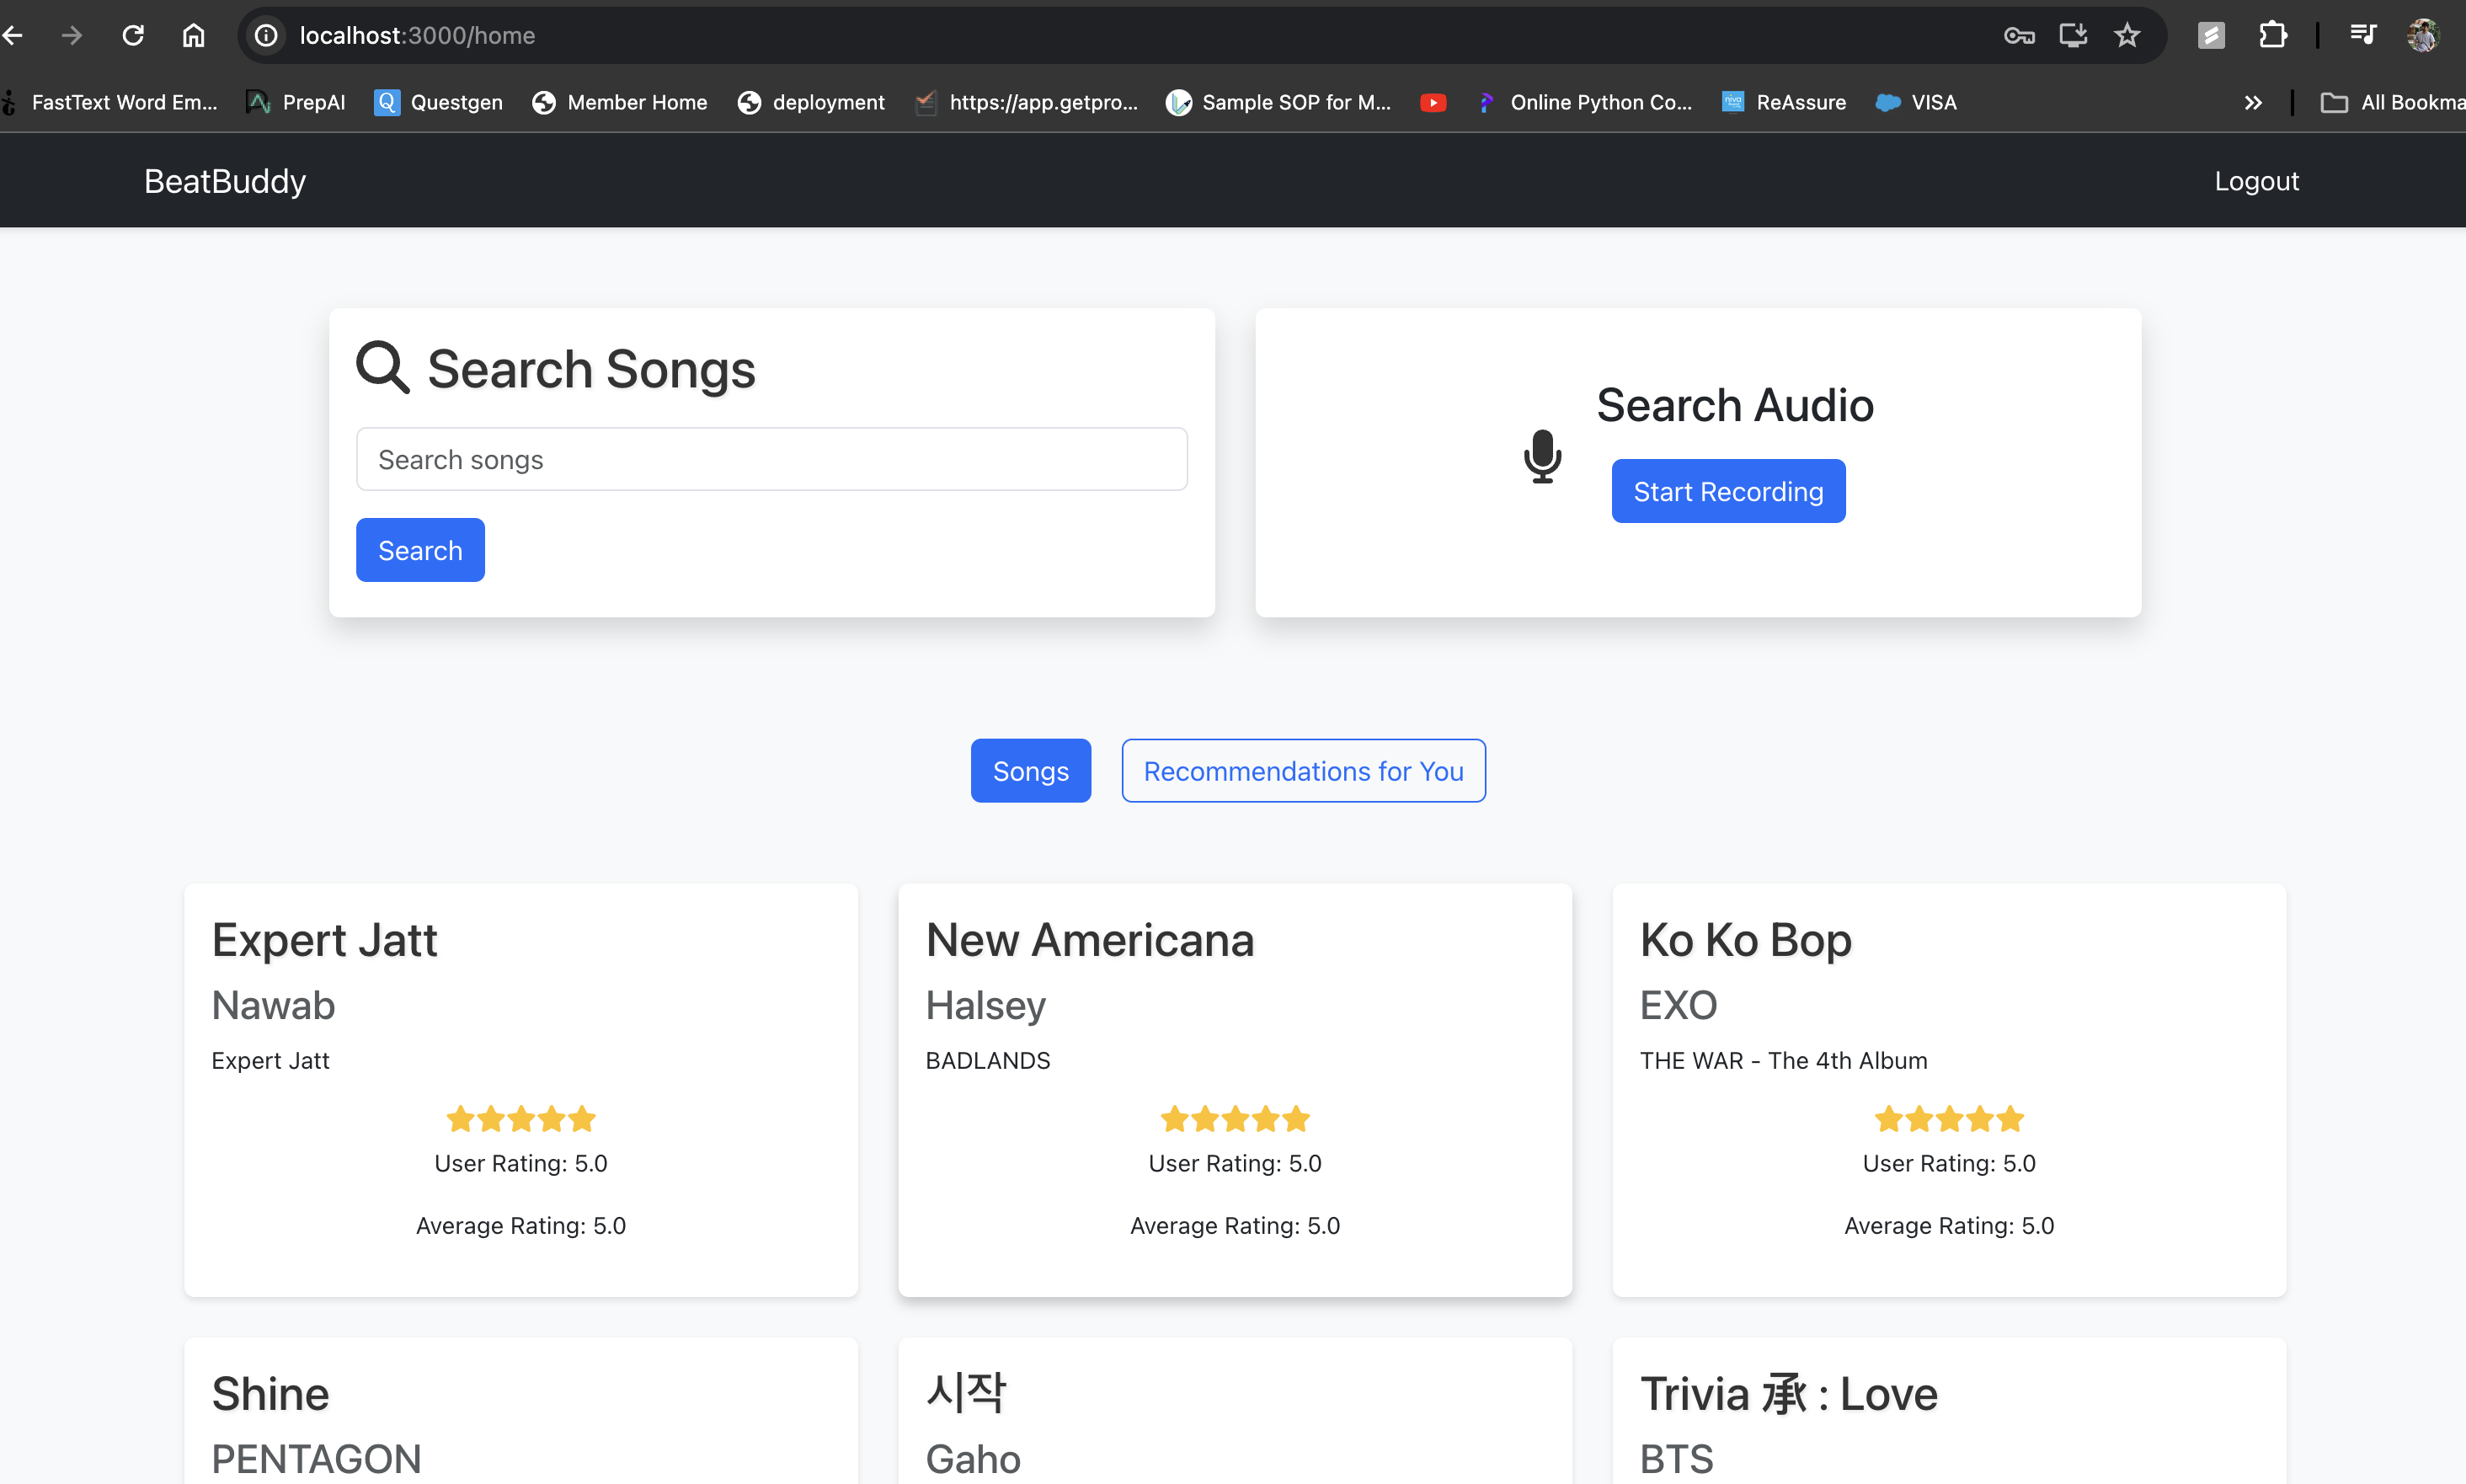 localhost:3000/home
FastText Word Em... PrepAI Questgen Member Home deployment https://app.getpro... Sample SOP for M... Online Python Co... ReAssure VISA All Bookma
BeatBuddy Logout
Search Songs
Search songs
Search
Search Audio
Start Recording
Songs Recommendations for You
Expert Jatt
Nawab
Expert Jatt
User Rating: 5.0
Average Rating: 5.0
New Americana
Halsey
BADLANDS
User Rating: 5.0
Average Rating: 5.0
Ko Ko Bop
EXO
THE WAR - The 4th Album
User Rating: 5.0
Average Rating: 5.0
Shine
PENTAGON
시작
Gaho
Trivia 承 : Love
BTS